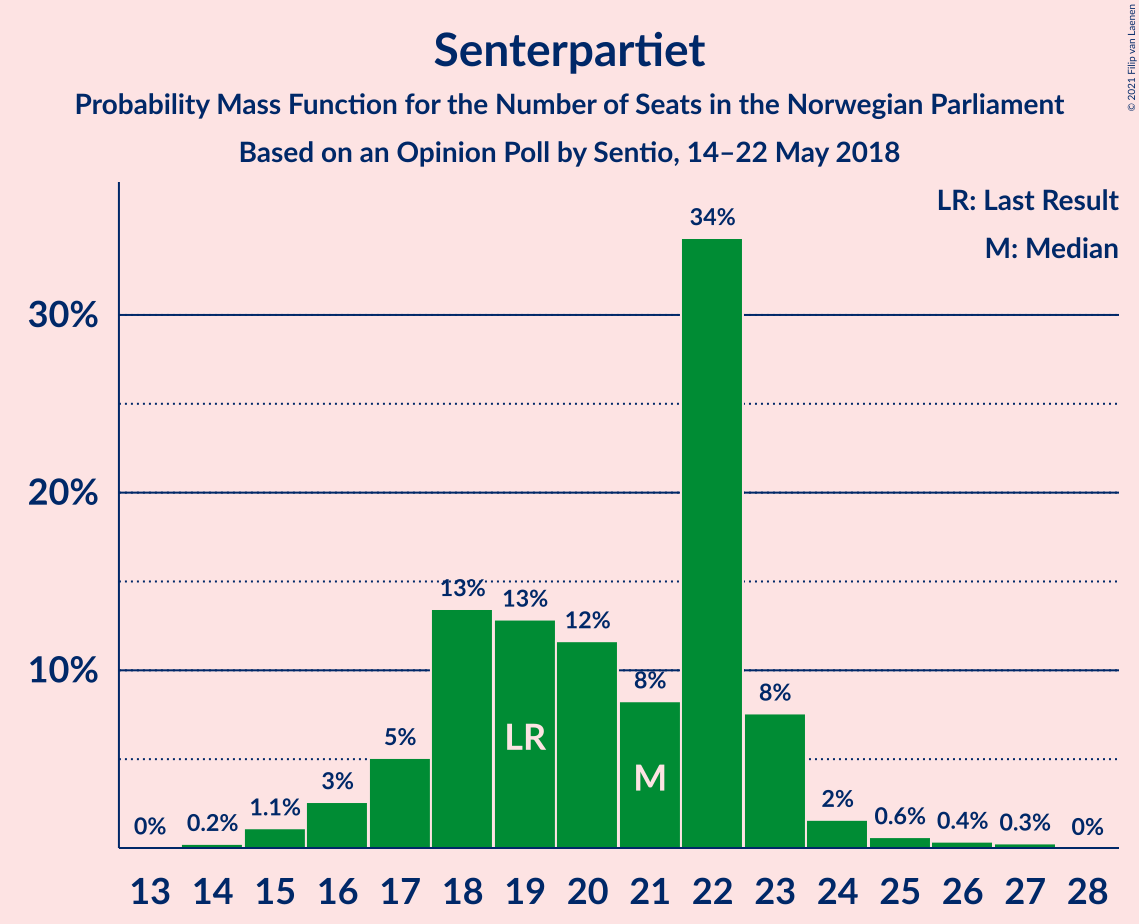 Senterpartiet
Probability Mass Function for the Number of Seats in the Norwegian Parliament
Based on an Opinion Poll by Sentio, 14–22 May 2018
© 2021 Filip van Laenen
LR: Last Result
M: Median
30%
20%
10%
0%
0.2%
1.1%
3%
5%
13%
13%
12%
8%
34%
8%
2%
0.6%
0.4%
0.3%
0%
LR
M
13 14 15 16 17 18 19 20 21 22 23 24 25 26 27 28